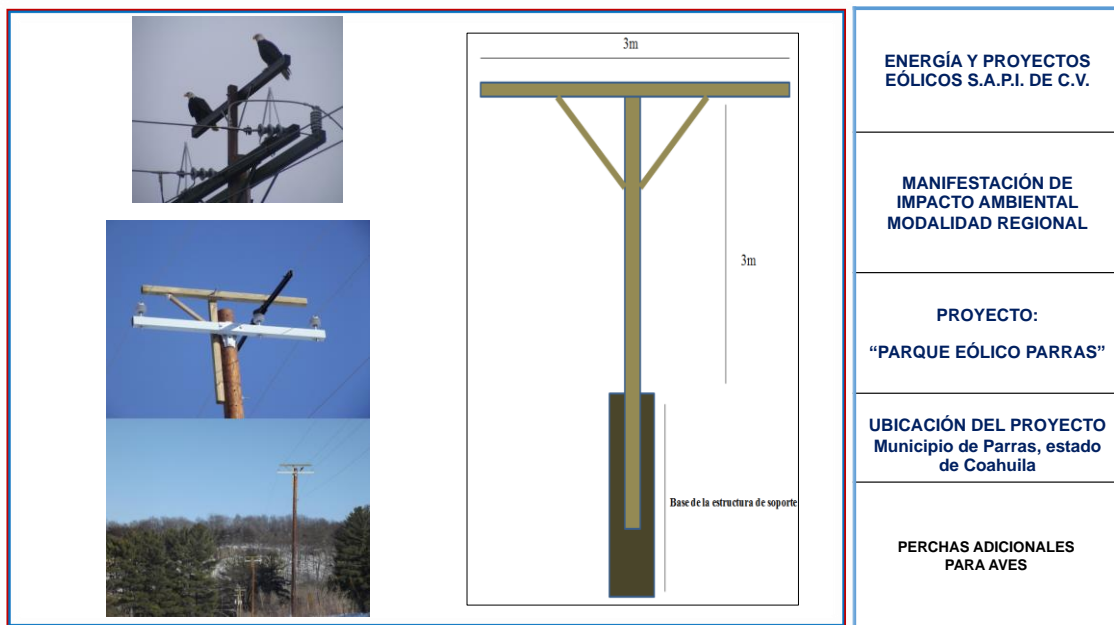 3m
3m
Base de la estructura de soporte
ENERGÍA Y PROYECTOS
EÓLICOS S.A.P.I. DE C.V.
MANIFESTACIÓN DE
IMPACTO AMBIENTAL
MODALIDAD REGIONAL
PROYECTO:
“PARQUE EÓLICO PARRAS”
UBICACIÓN DEL PROYECTO
Municipio de Parras, estado
de Coahuila
PERCHAS ADICIONALES
PARA AVES